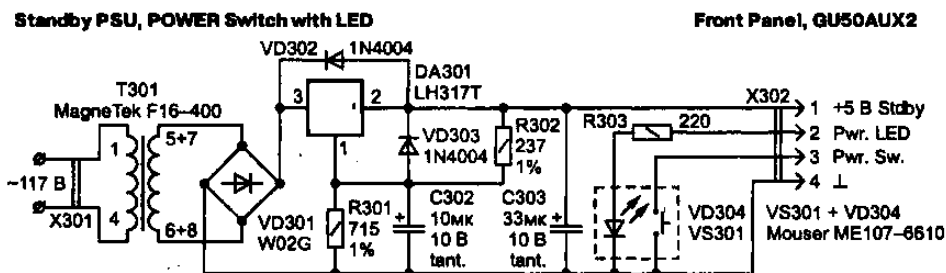 Standby PSU, POWER Switch with LED
Front Panel, GU50AUX2
VD302
1N4004
DA301
LH317T
T301
MagneTek F16–400
3
2
1
X302
1 +5 В Stdby
2 Pwr. LED
3 Pwr. Sw.
4 ⊥
R303
220
VD303
1N4004
R302
237
1%
1
5+7
~117 В
X301
4
6+8
VD301
W02G
R301
715
1%
+
C302
10мк
10 В
tant.
C303
33мк
10 В
tant.
+
VD304
VS301
VS301 + VD304
Mouser ME107–6610